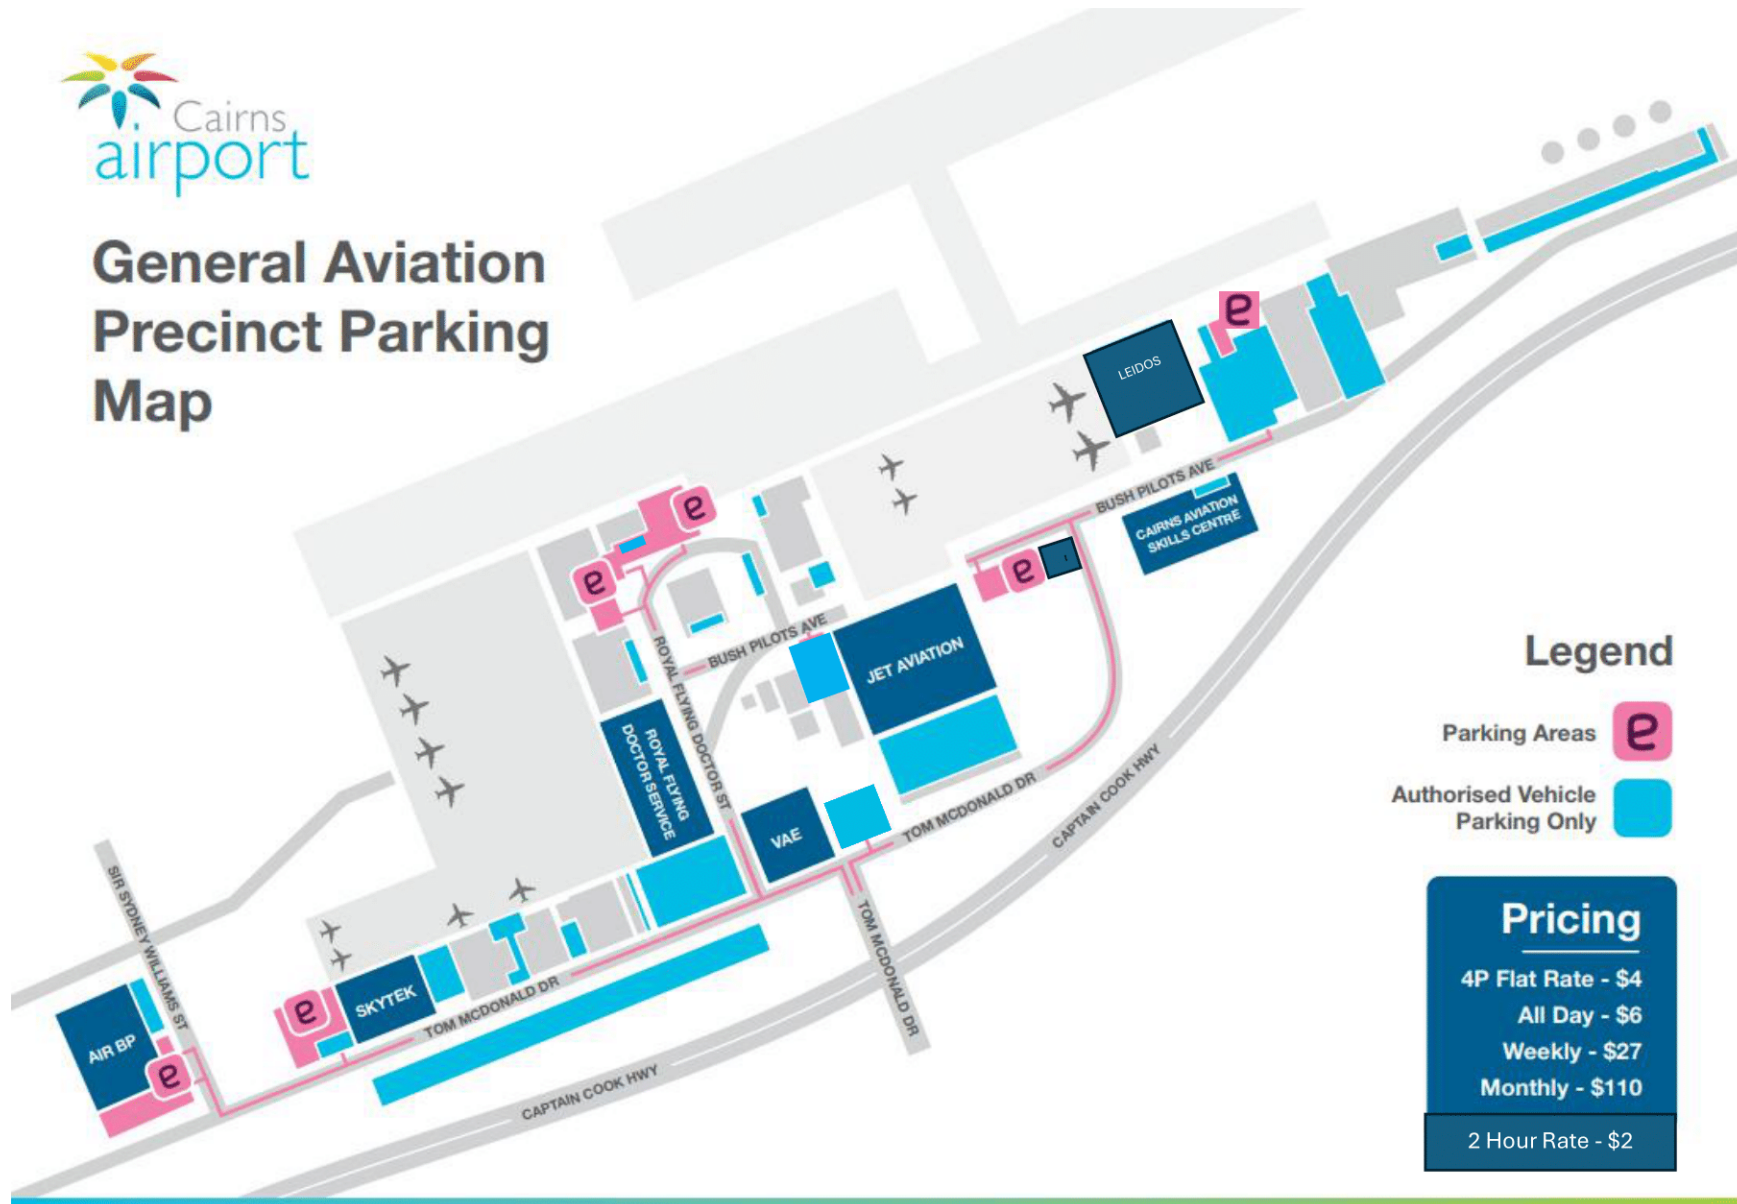 Cairns
airport
General Aviation
Precinct Parking
Map
LEIDOS
BUSH PILOTS AVE
CAIRNS AVIATION
SKILLS CENTRE
ROYAL FLYING DOCTOR ST
BUSH PILOTS AVE
JET AVIATION
ROYAL FLYING
DOCTOR SERVICE
VAE
TOM MCDONALD DR
CAPTAIN COOK HWY
TOM MCDONALD DR
SIR SYDNEY WILLIAMS ST
SKYTEK
TOM MCDONALD DR
AIR BP
CAPTAIN COOK HWY
Legend
Parking Areas
Authorised Vehicle
Parking Only
Pricing
4P Flat Rate - $4
All Day - $6
Weekly - $27
Monthly - $110
2 Hour Rate - $2